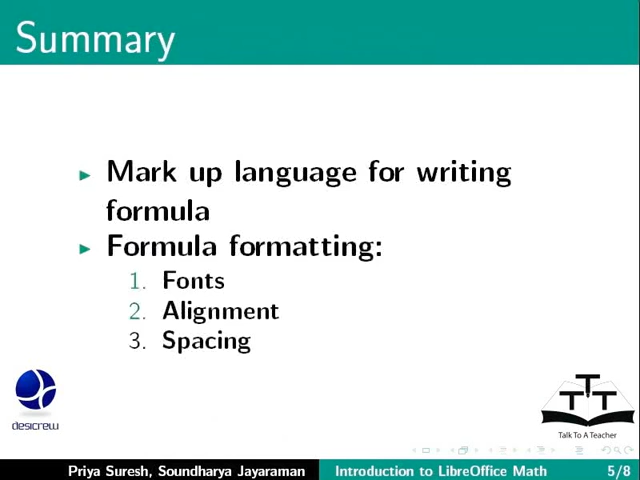 Summary
Mark up language for writing
formula
Formula formatting:
1. Fonts
2. Alignment
3. Spacing
desicrew
TTT
Talk To A Teacher
Priya Suresh, Soundharya Jayaraman Introduction to LibreOffice Math 5/8